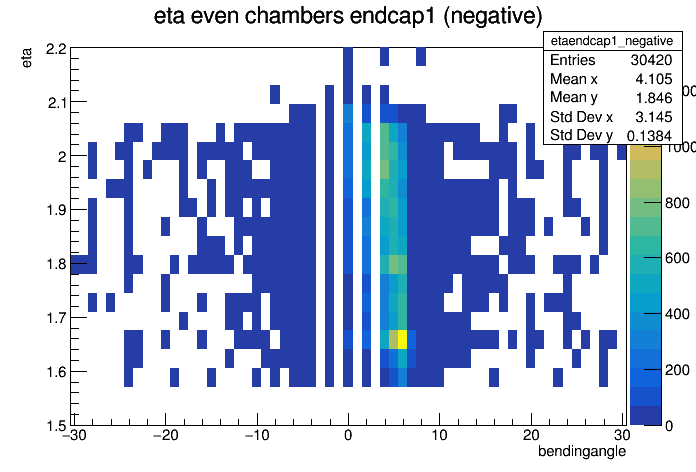 eta even chambers endcap1 (negative)
etaendcap1_negative
Entries 30420
Mean x 4.105
Mean y 1.846
Std Dev x 3.145
Std Dev y 0.1384
eta
2.2
2.1
2
1.9
1.8
1.7
1.6
1.5
−30 −20 −10 0 10 20 30
bendingangle
1000
800
600
400
200
0